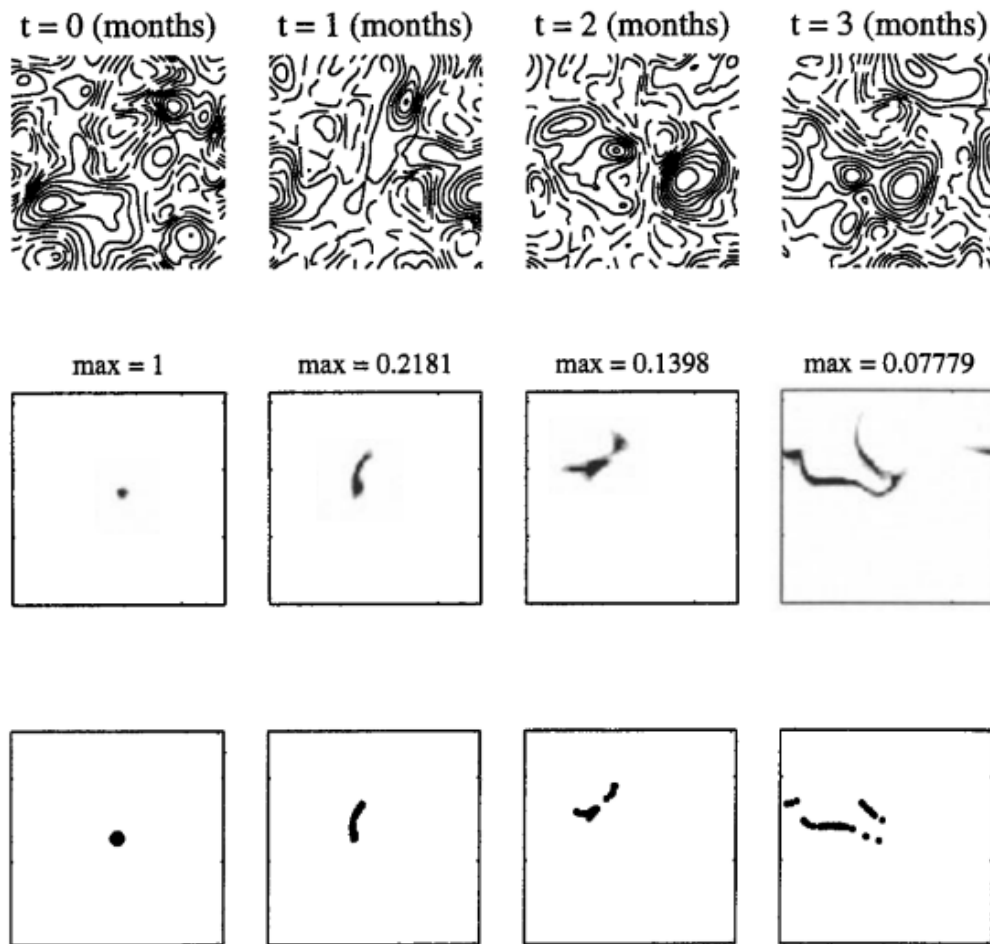 t = 0 (months) t = 1 (months) t = 2 (months) t = 3 (months)
max = 1 max = 0.2181 max = 0.1398 max = 0.07779